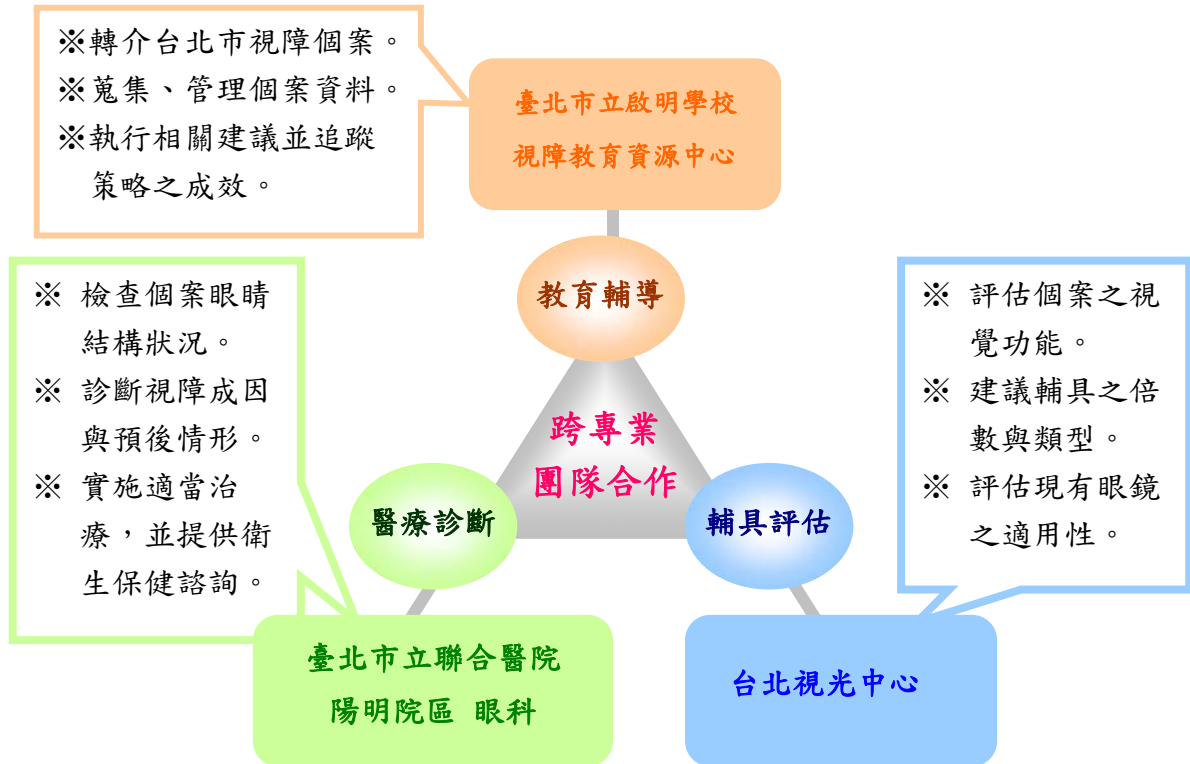 ※轉介台北市視障個案。
※蒐集、管理個案資料。
※執行相關建議並追蹤
策略之成效。
臺北市立啟明學校
視障教育資源中心
教育輔導
※ 檢查個案眼睛
結構狀況。
※ 診斷視障成因
與預後情形。
※ 實施適當治
療，並提供衛
生保健諮詢。
跨專業
團隊合作
※ 評估個案之視
覺功能。
※ 建議輔具之倍
數與類型。
※ 評估現有眼鏡
之適用性。
醫療診斷
輔具評估
臺北市立聯合醫院
陽明院區 眼科
台北視光中心